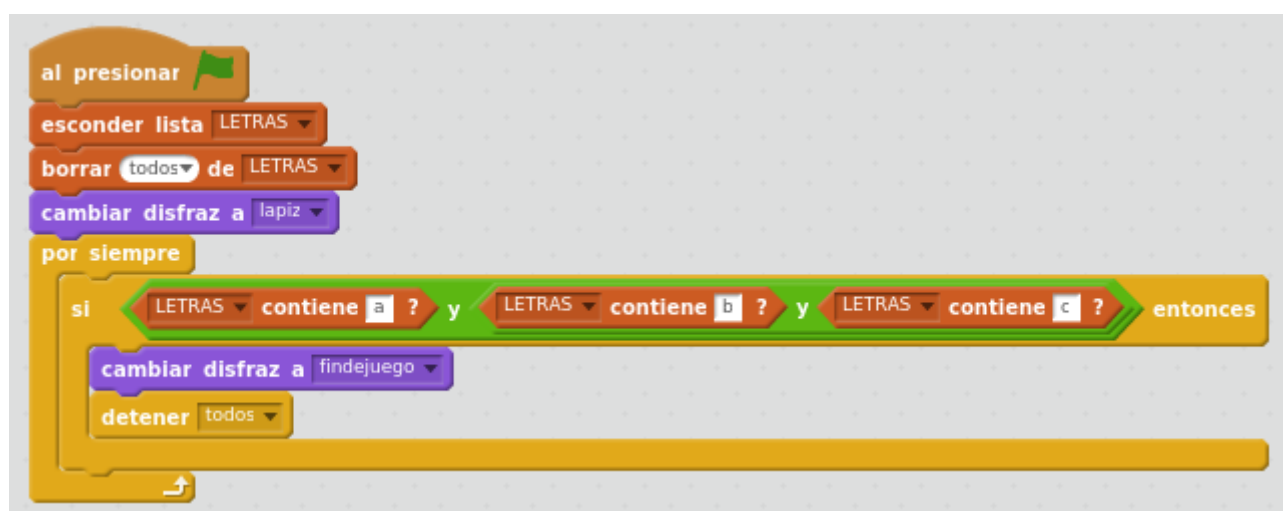 al presionar
esconder lista LETRAS
borrar todos de LETRAS
cambiar disfraz a lapiz
por siempre
si LETRAS contiene a ? y LETRAS contiene b ? y LETRAS contiene c ? entonces
cambiar disfraz a findejuego
detener todos